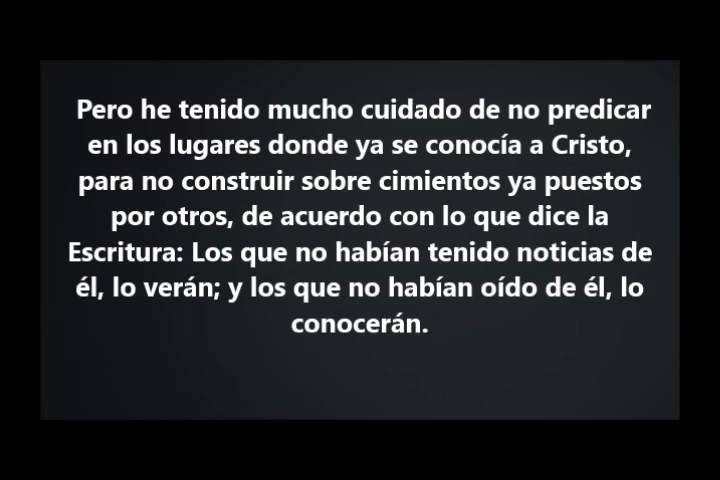 Pero he tenido mucho cuidado de no predicar
en los lugares donde ya se conocía a Cristo,
para no construir sobre cimientos ya puestos
por otros, de acuerdo con lo que dice la
Escritura: Los que no habían tenido noticias de
él, lo verán; y los que no habían oído de él, lo
conocerán.